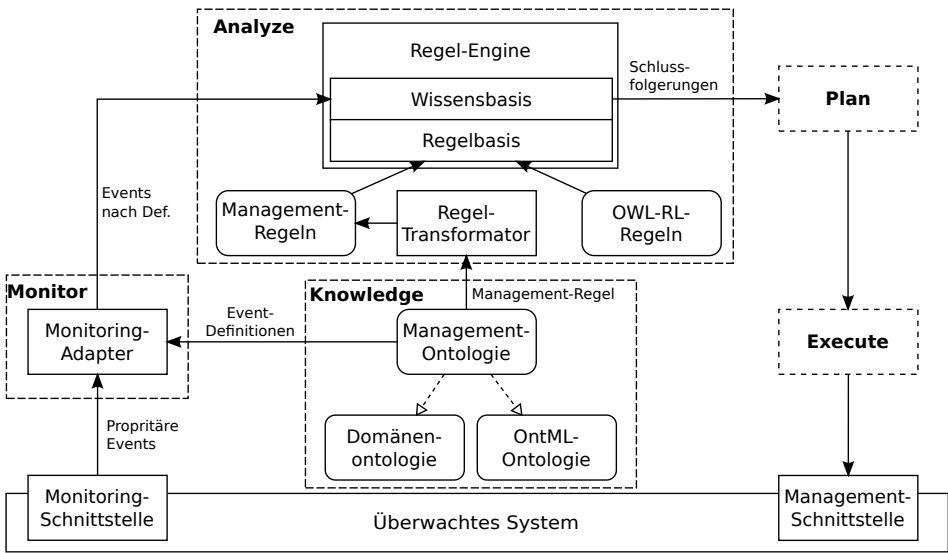 Analyze
Regel-Engine
Wissensbasis
Regelbasis
Schluss-
folgerungen
Plan
Events
nach Def.
Management-
Regeln
Regel-
Transformator
OWL-RL-
Regeln
Monitor
Monitoring-
Adapter
Event-
Definitionen
Knowledge
Management-Regel
Management-
Ontologie
Execute
Propritäre
Events
Domänen-
ontologie
OntML-
Ontologie
Monitoring-
Schnittstelle
Überwachtes System
Management-
Schnittstelle